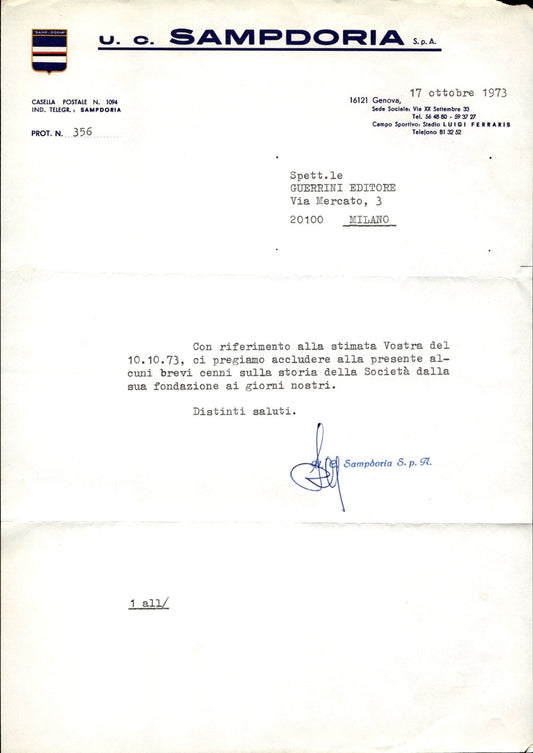 SAMP-DORIA
U. C. SAMPDORIA S.p.A.
CASELLA POSTALE N. 1094
IND. TELEGR.: SAMPDORIA
PROT. N. 356
17 ottobre 1973
16121 Genova,
Sede Sociale: Via XX Settembre 33
Tel. 56 48 80 - 59 37 27
Campo Sportivo: Stadio LUIGI FERRARIS
Telefono 81 32 52
Spett.le
GUERRINI EDITORE
Via Mercato, 3
20100 MILANO
Con riferimento alla stimata Vostra del
10.10.73, ci pregiamo accludere alla presente al-
cuni brevi cenni sulla storia della Società dalla
sua fondazione ai giorni nostri.
Distinti saluti.
Sampdoria S. p. A.
1 all/